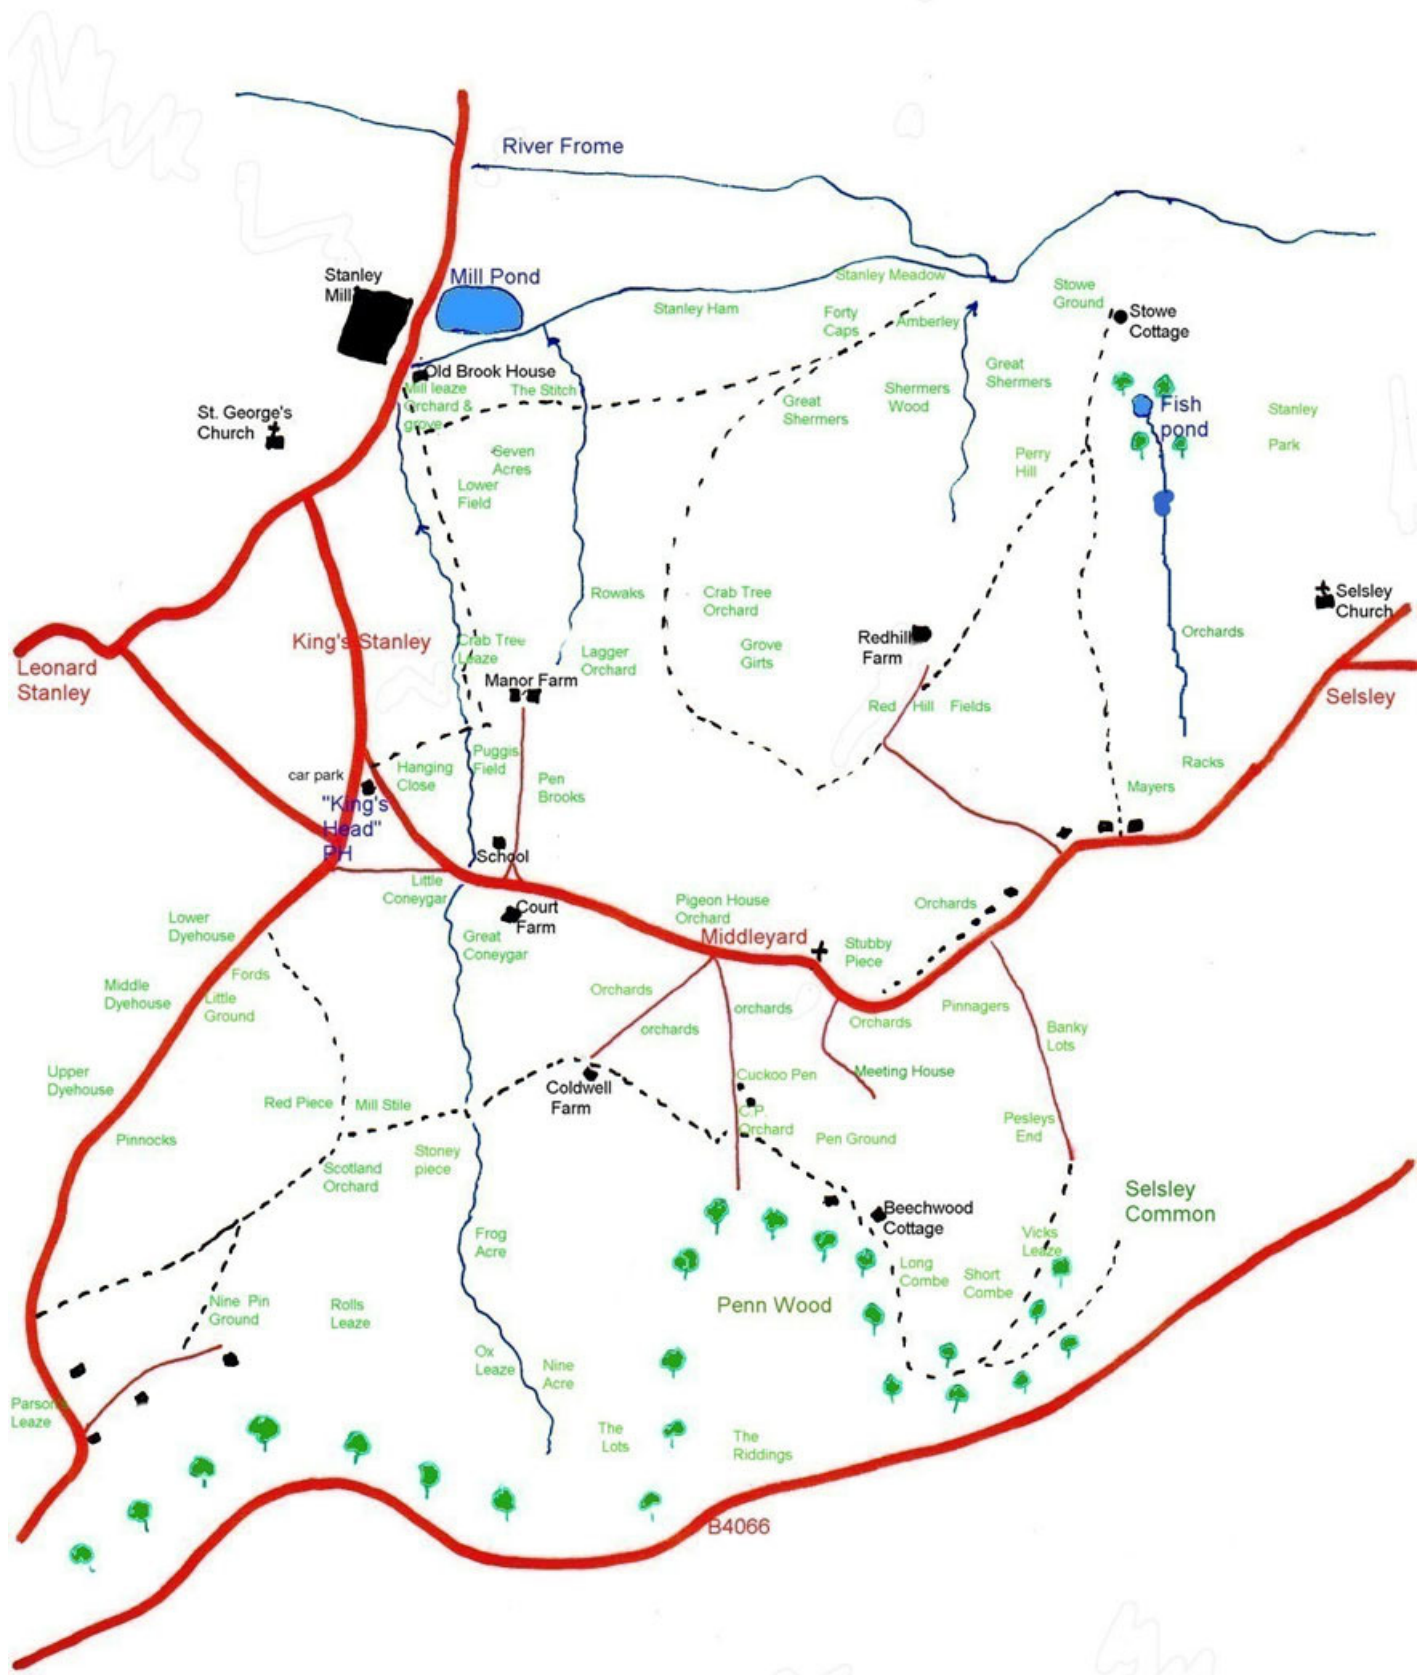 River Frome
Stanley
Mill
Mill Pond
Stanley Meadow
Stowe
Ground
Stanley Ham
Forty
Caps
Amberley
Stowe
Cottage
Old Brook House
Mill leaze
Orchard &
grove
The Stitch
Great
Shermers
Shermers
Wood
Great
Shermers
Fish
pond
Stanley
Park
St. George's
Church
Seven
Acres
Lower
Field
Perry
Hill
Rowaks
Crab Tree
Orchard
Selsley
Church
King's Stanley
Crab Tree
Leaze
Lagger
Orchard
Grove
Girts
Redhill
Farm
Orchards
Leonard
Stanley
Manor Farm
Red Hill Fields
Selsley
car park
Hanging
Close
Puggis
Field
Pen
Brooks
Racks
Mayers
"King's
Head"
PH
School
Little
Coneygar
Court
Farm
Pigeon House
Orchard
Orchards
Lower
Dyehouse
Great
Coneygar
Middleyard
Stubby
Piece
Fords
Middle
Dyehouse
Little
Ground
Orchards
orchards
orchards
Orchards
Pinnagers
Banky
Lots
Upper
Dyehouse
Coldwell
Farm
Cuckoo Pen
Meeting House
Red Piece
Mill Stile
C.P.
Orchard
Pen Ground
Pesleys
End
Pinnocks
Stoney
piece
Scotland
Orchard
Selsley
Common
Beechwood
Cottage
Frog
Acre
Vicks
Leaze
Long
Combe
Short
Combe
Nine Pin
Ground
Rolls
Leaze
Penn Wood
Ox
Leaze
Nine
Acre
Parsons
Leaze
The
Lots
The
Riddings
B4066